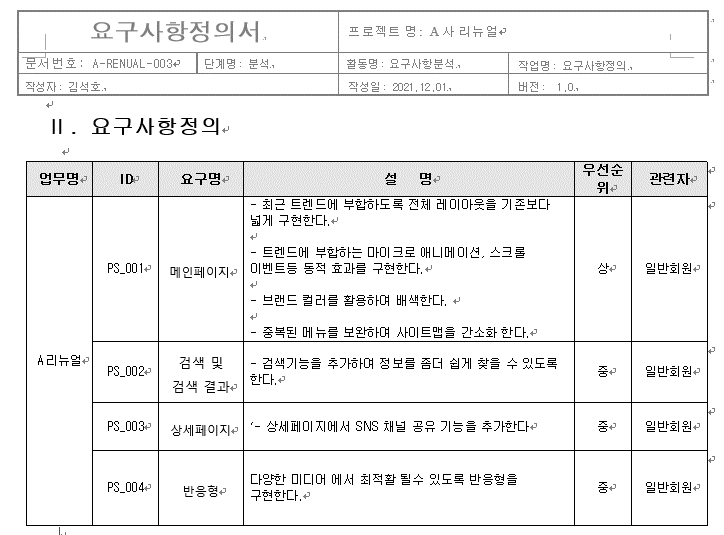 요구사항정의서
프로젝트 명: A 사 리뉴얼
문서번호: A-RENUAL-003
단계명: 분석
활동명: 요구사항분석
작업명: 요구사항정의
작성자: 김석호
작성일: 2021.12.01
버전: 1.0
II. 요구사항정의
업무명 ID 요구명 설 명 우선순위 관련자
A리뉴얼
PS_001 메인페이지
- 최근 트렌드에 부합하도록 전체 레이아웃을 기존보다
넓게 구현한다.
- 트렌드에 부합하는 마이크로 애니메이션, 스크롤
이벤트등 동적 효과를 구현한다.
- 브랜드 컬러를 활용하여 배색한다.
- 중복된 메뉴를 보완하여 사이트맵을 간소화 한다.
상 일반회원
PS_002 검색 및
검색 결과
- 검색기능을 추가하여 정보를 좀더 쉽게 찾을 수 있도록
한다.
중 일반회원
PS_003 상세페이지
'- 상세페이지에서 SNS 채널 공유 기능을 추가한다
중 일반회원
PS_004 반응형
다양한 미디어 에서 최적활 될수 있도록 반응형을
구현한다.
중 일반회원